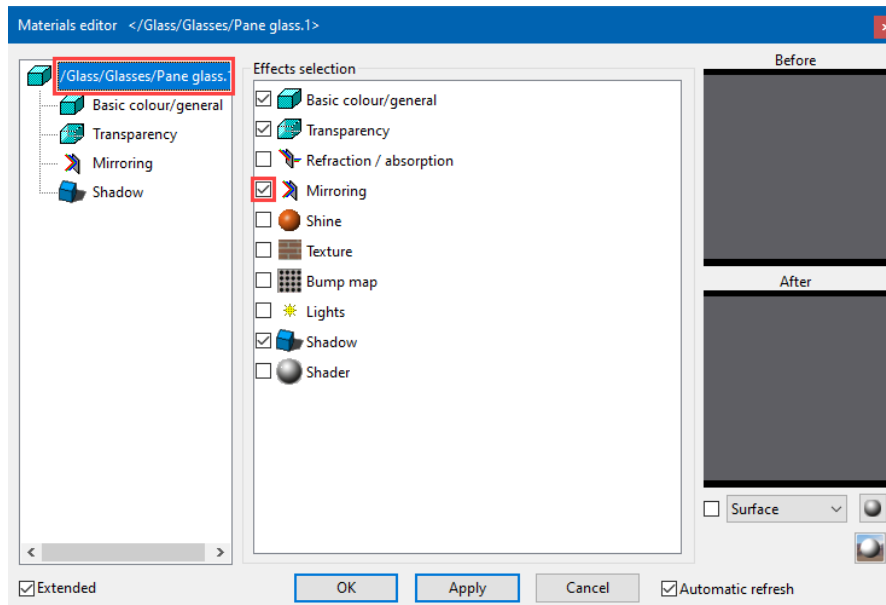 Materials editor </Glass/Glasses/Pane glass.1>
/Glass/Glasses/Pane glass.1
Basic colour/general
Transparency
Mirroring
Shadow
Effects selection
Basic colour/general
Transparency
Refraction / absorption
Mirroring
Shine
Texture
Bump map
Lights
Shadow
Shader
Before
After
Surface
Extended
OK
Apply
Cancel
Automatic refresh